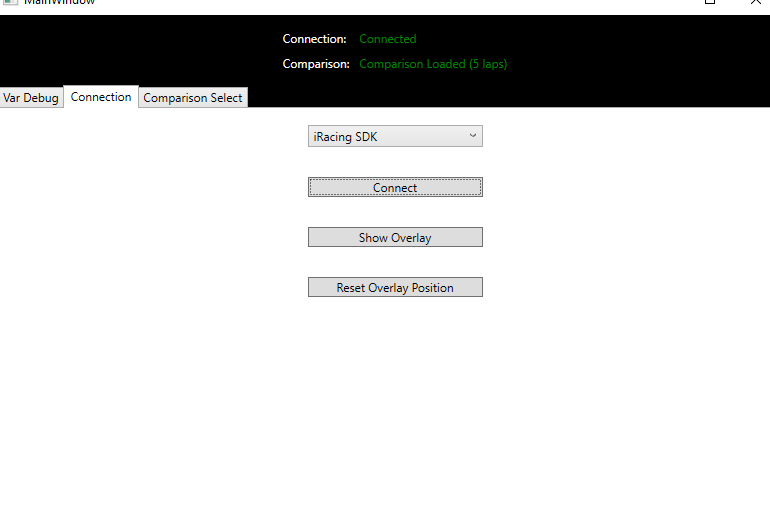 MainWindow
Connection: Connected
Comparison: Comparison Loaded (5 laps)
Var Debug Connection Comparison Select
iRacing SDK
Connect
Show Overlay
Reset Overlay Position